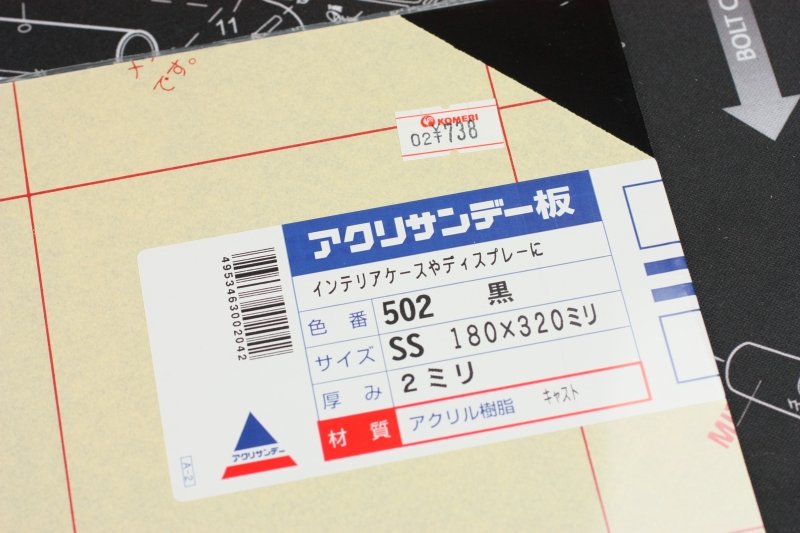 11
です。
KOMERI
02¥738
アクリサンデー板
インテリアケースやディスプレーに
色番 502 黒
サイズ SS 180×320ミリ
厚み 2ミリ
材質 アクリル樹脂 キャスト
4953463002042
アクリサンデー
A-2
BOLT C